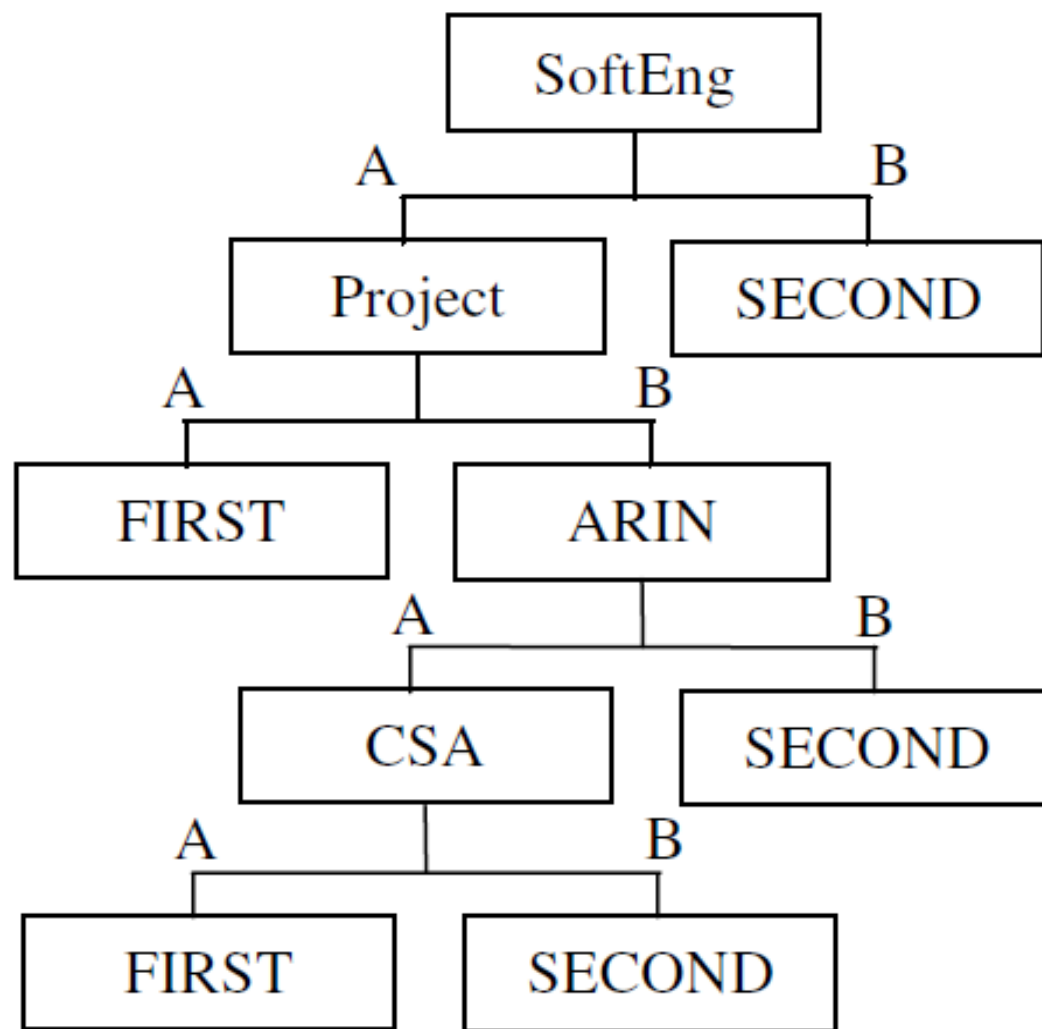 SoftEng
A B
Project SECOND
A B
FIRST ARIN
A B
CSA SECOND
A B
FIRST SECOND